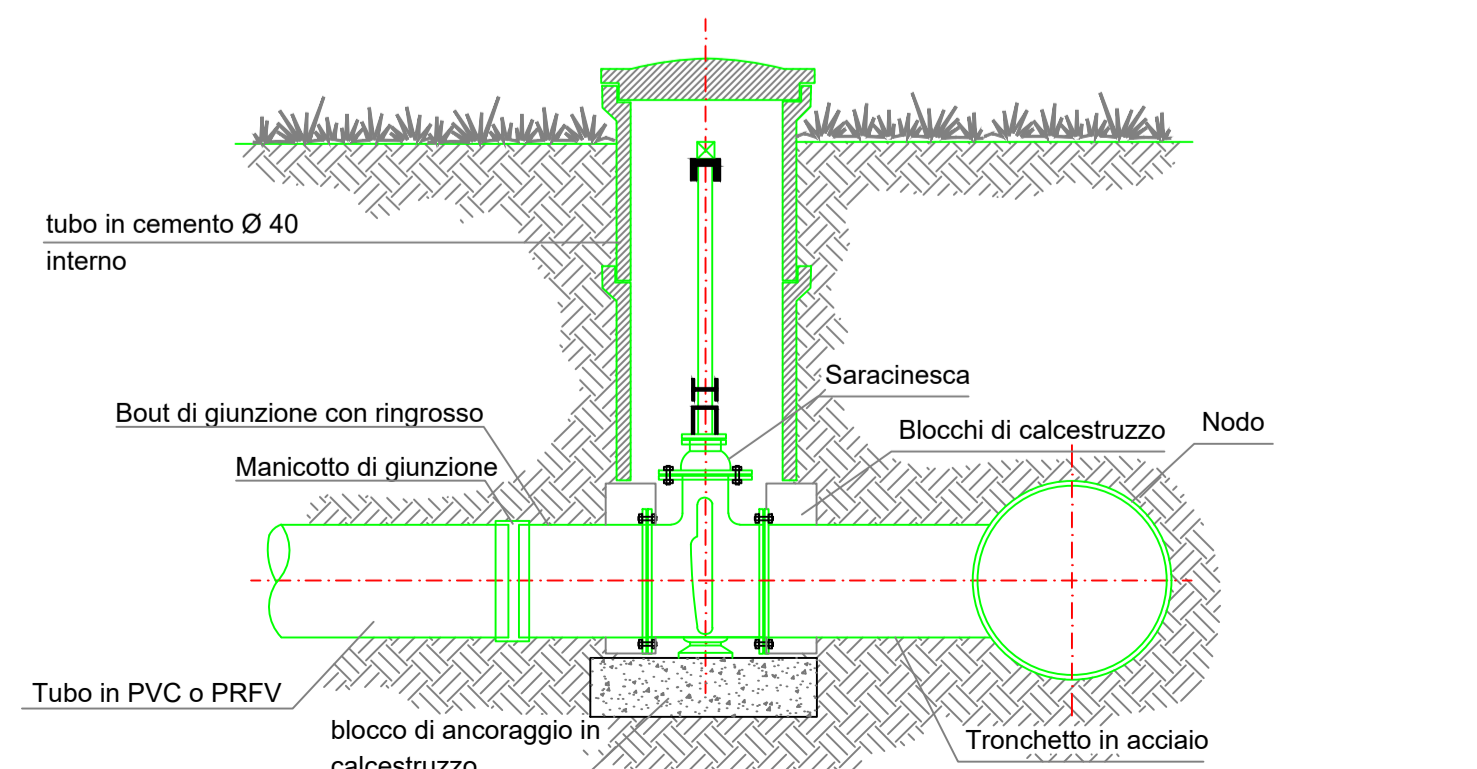 tubo in cemento Ø 40
interno
Saracinesca
Bout di giunzione con ringrosso
Blocchi di calcestruzzo
Nodo
Manicotto di giunzione
Tubo in PVC o PRFV
blocco di ancoraggio in
calcestruzzo
Tronchetto in acciaio